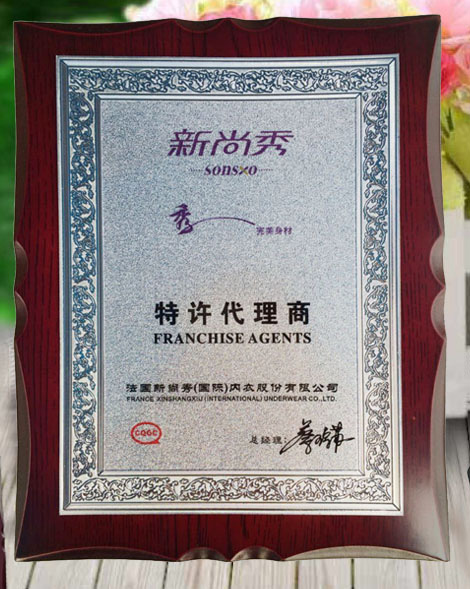 新尚秀
sonsxo
秀
完美身材
特许代理商
FRANCHISE AGENTS
法国新尚秀(国际)内衣股份有限公司
FRANCE XINSHANGXIU (INTERNATIONAL) UNDERWEAR CO.,LTD.
CQGC
总经理: